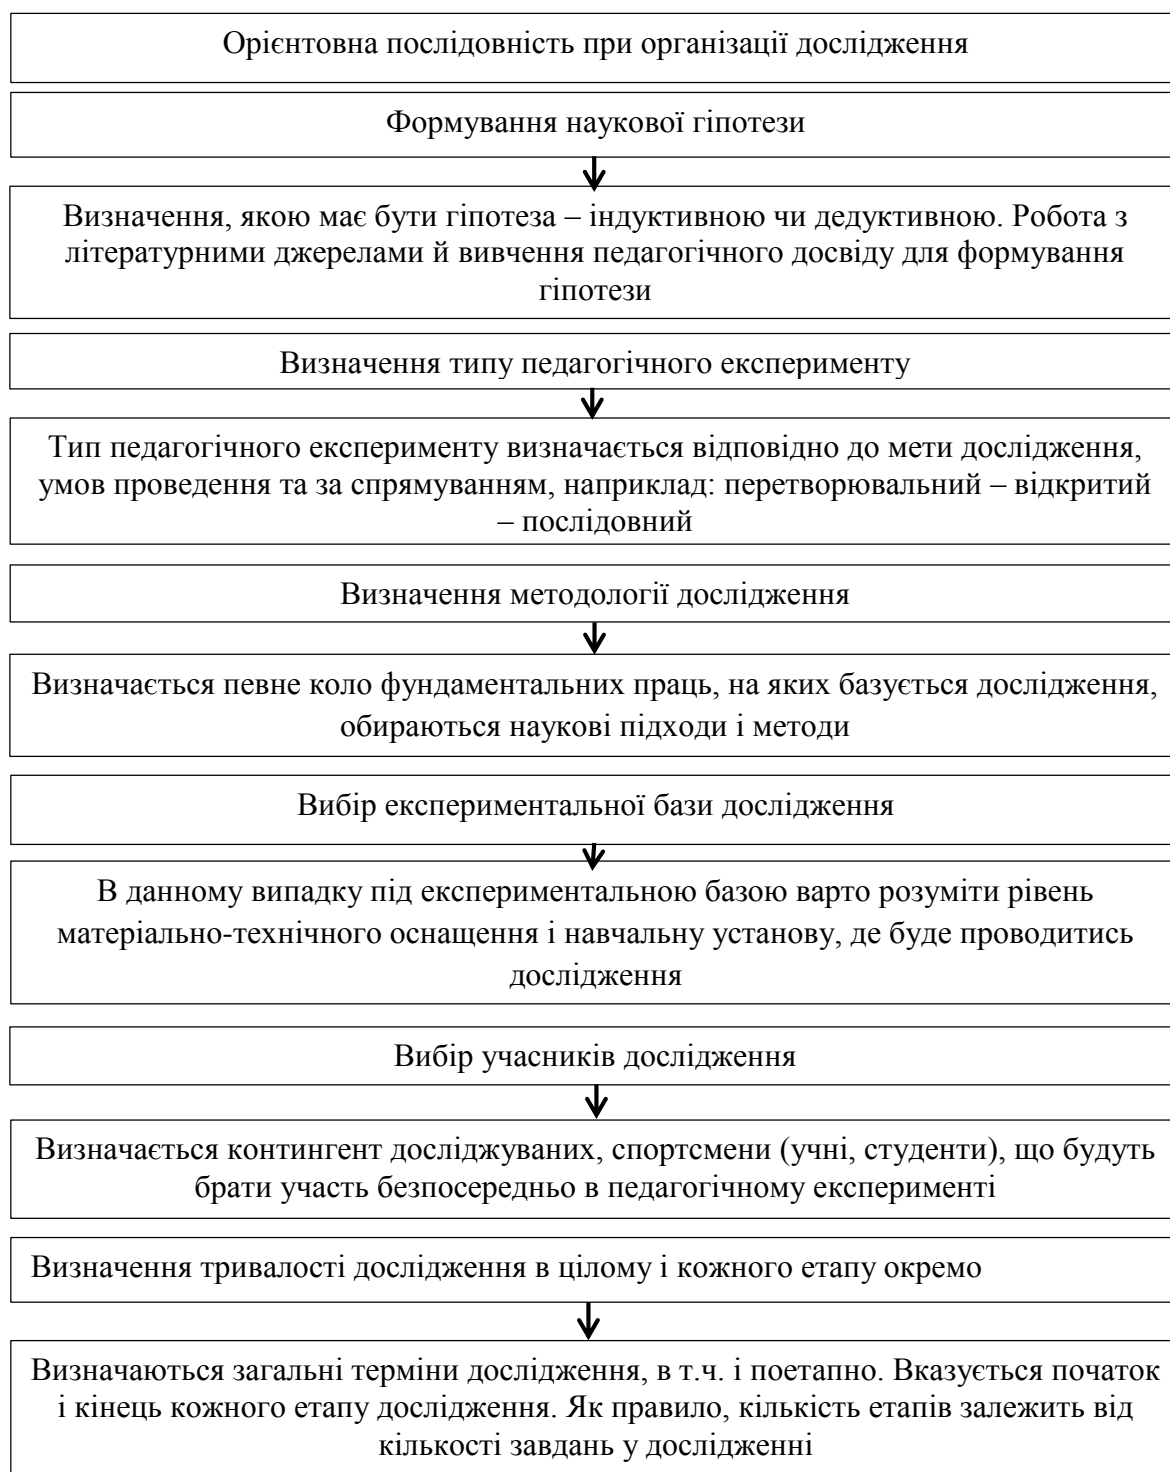 Орієнтовна послідовність при організації дослідження
Формування наукової гіпотези
Визначення, якою має бути гіпотеза – індуктивною чи дедуктивною. Робота з
літературними джерелами й вивчення педагогічного досвіду для формування
гіпотези
Визначення типу педагогічного експерименту
Тип педагогічного експерименту визначається відповідно до мети дослідження,
умов проведення та за спрямуванням, наприклад: перетворювальний – відкритий
– послідовний
Визначення методології дослідження
Визначається певне коло фундаментальних праць, на яких базується дослідження,
обираються наукові підходи і методи
Вибір експериментальної бази дослідження
В данному випадку під експериментальною базою варто розуміти рівень
матеріально-технічного оснащення і навчальну установу, де буде проводитись
дослідження
Вибір учасників дослідження
Визначається контингент досліджуваних, спортсмени (учні, студенти), що будуть
брати участь безпосередньо в педагогічному експерименті
Визначення тривалості дослідження в цілому і кожного етапу окремо
Визначаються загальні терміни дослідження, в т.ч. і поетапно. Вказується початок
і кінець кожного етапу дослідження. Як правило, кількість етапів залежить від
кількості завдань у дослідженні